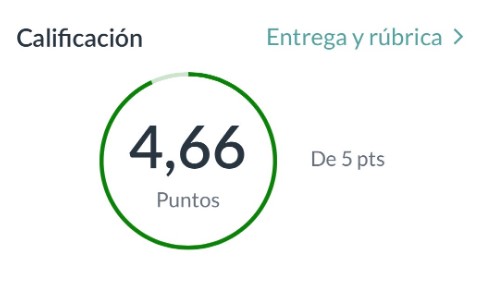 Calificación
Entrega y rúbrica
4,66
Puntos
De 5 pts